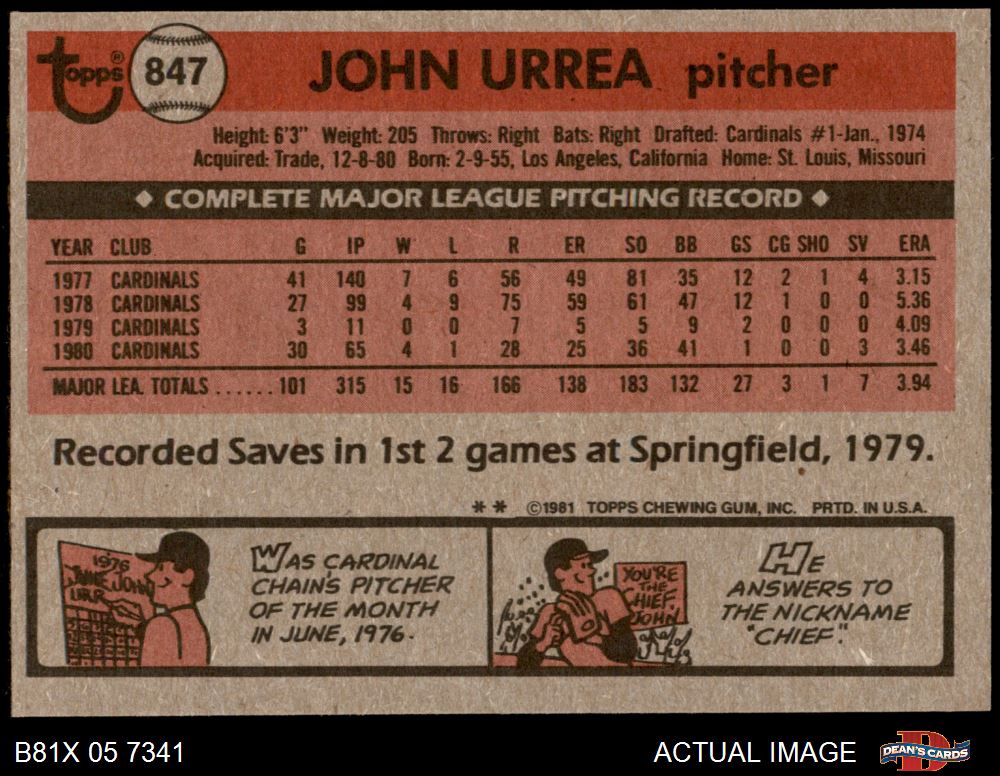 Topps® 847 JOHN URREA pitcher
Height: 6'3" Weight: 205 Throws: Right Bats: Right Drafted: Cardinals #1-Jan., 1974
Acquired: Trade, 12-8-80 Born: 2-9-55, Los Angeles, California Home: St. Louis, Missouri
◆ COMPLETE MAJOR LEAGUE PITCHING RECORD ◆
YEAR CLUB G IP W L R ER SO BB GS CG SHO SV ERA
1977 CARDINALS 41 140 7 6 56 49 81 35 12 2 1 4 3.15
1978 CARDINALS 27 99 4 9 75 59 61 47 12 1 0 0 5.36
1979 CARDINALS 3 11 0 0 7 5 5 9 2 0 0 0 4.09
1980 CARDINALS 30 65 4 1 28 25 36 41 1 0 0 3 3.46
MAJOR LEA. TOTALS ...... 101 315 15 16 166 138 183 132 27 3 1 7 3.94
Recorded Saves in 1st 2 games at Springfield, 1979.
** ©1981 TOPPS CHEWING GUM, INC. PRTD. IN U.S.A.
1976
JUNE JOHN
WAS CARDINAL
CHAIN'S PITCHER
OF THE MONTH
IN JUNE, 1976.
YOU'RE
THE
CHIEF,
JOHN
HE
ANSWERS TO
THE NICKNAME
"CHIEF."
B81X 05 7341 ACTUAL IMAGE DEAN'S CARDS